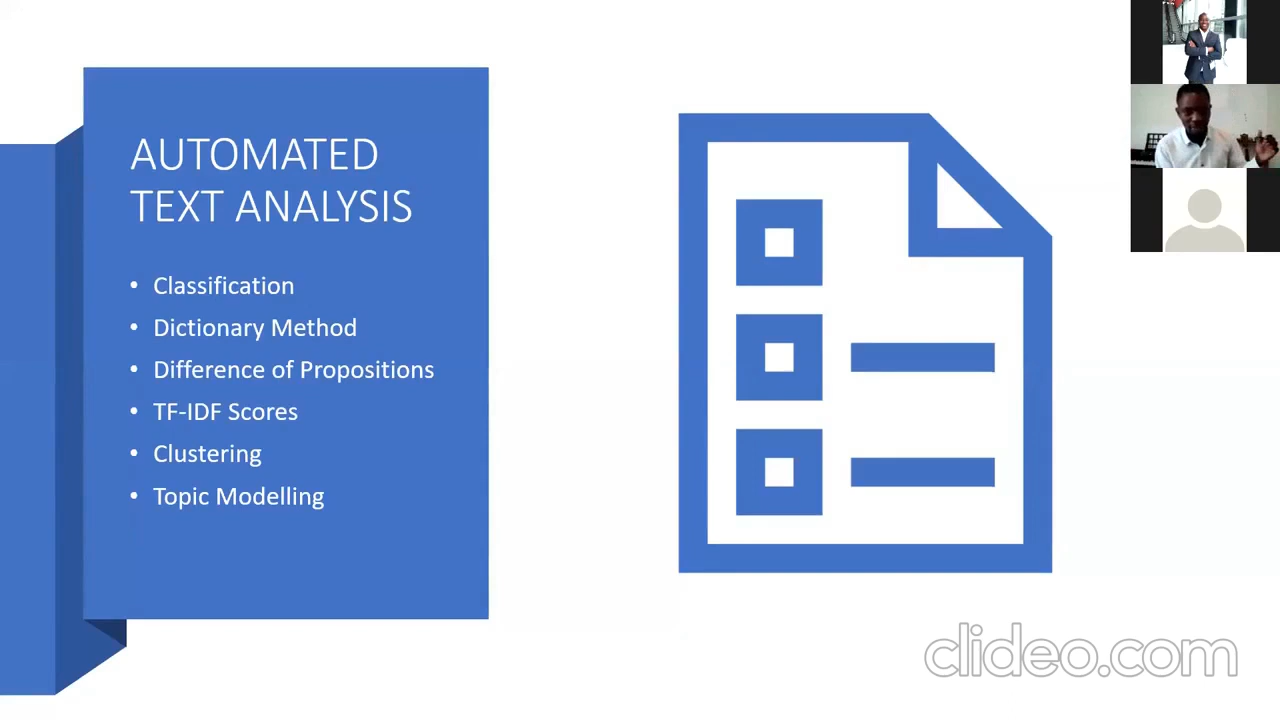 AUTOMATED
TEXT ANALYSIS
• Classification
• Dictionary Method
• Difference of Propositions
• TF-IDF Scores
• Clustering
• Topic Modelling
clideo.com